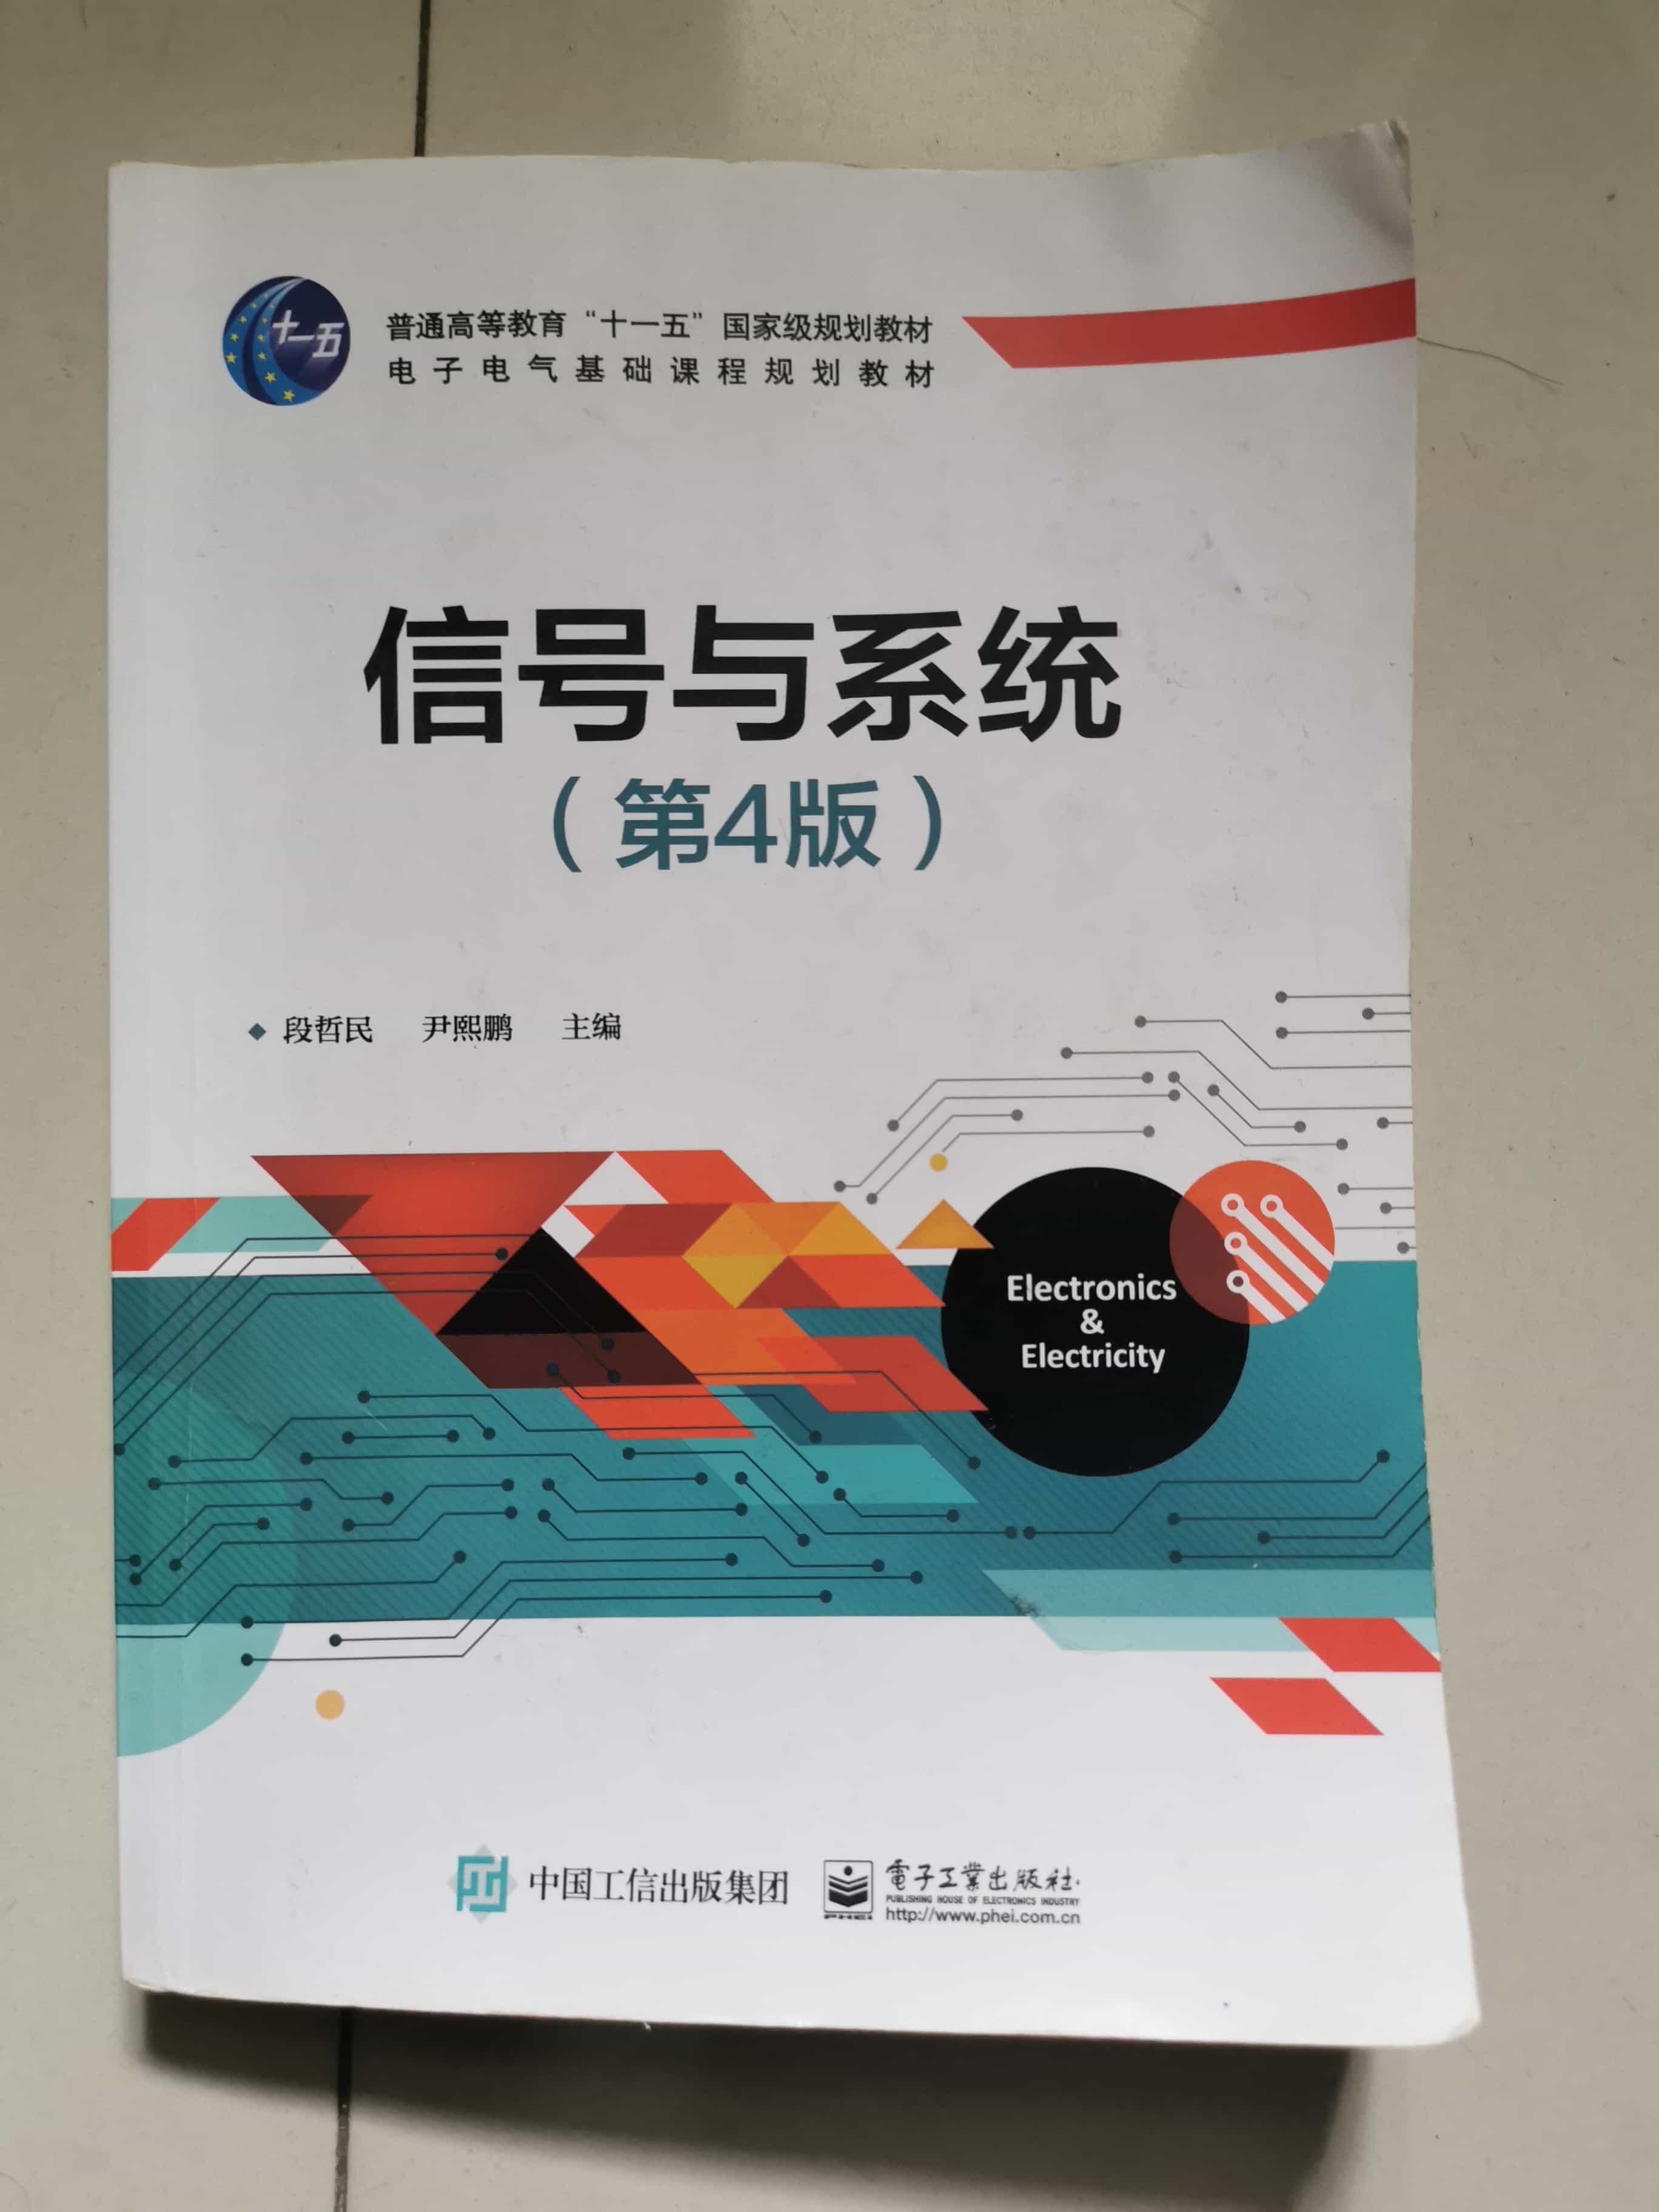 十一五
普通高等教育“十一五”国家级规划教材
电子电气基础课程规划教材
信号与系统
（第4版）
◆ 段哲民 尹熙鹏 主编
Electronics
&
Electricity
中国工信出版集团
PHEI
電子工業出版社·
PUBLISHING HOUSE OF ELECTRONICS INDUSTRY
http://www.phei.com.cn